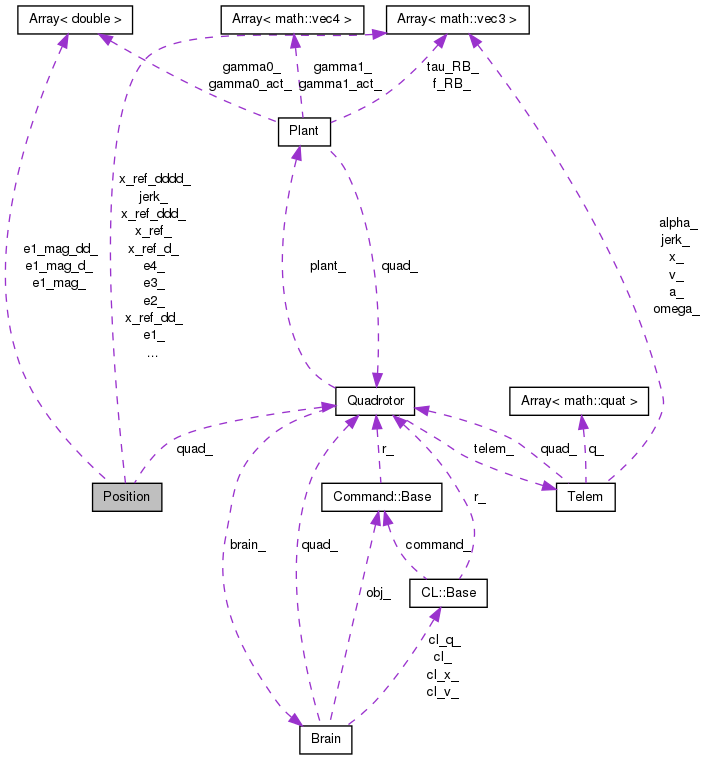 Array< double >
Array< math::vec4 >
Array< math::vec3 >
gamma0_
gamma0_act_
gamma1_
gamma1_act_
tau_RB_
f_RB_
Plant
x_ref_dddd_
jerk_
x_ref_ddd_
x_ref_
x_ref_d_
e4_
e3_
e2_
x_ref_dd_
e1_
...
e1_mag_dd_
e1_mag_d_
e1_mag_
plant_
quad_
alpha_
jerk_
x_
v_
a_
omega_
Quadrotor
Array< math::quat >
quad_
r_
telem_
quad_
q_
Position
Command::Base
Telem
r_
brain_
quad_
command_
obj_
CL::Base
cl_q_
cl_
cl_x_
cl_v_
Brain